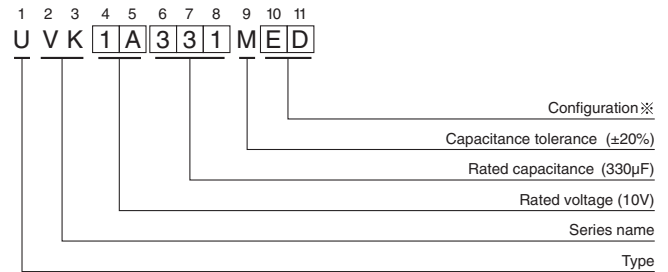 1 2 3 4 5 6 7 8 9 10 11
U V K 1 A 3 3 1 M E D
Configuration※
Capacitance tolerance (±20%)
Rated capacitance (330µF)
Rated voltage (10V)
Series name
Type